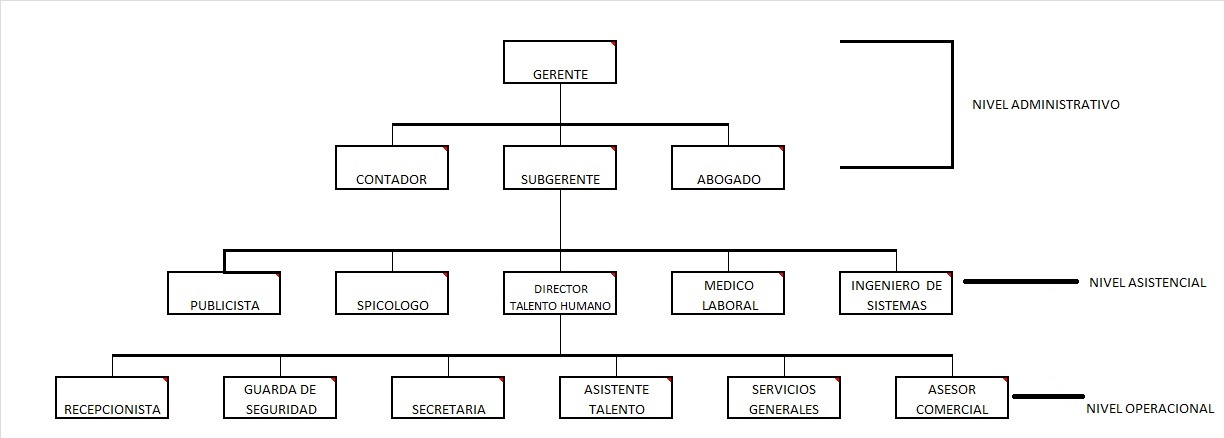 GERENTE
NIVEL ADMINISTRATIVO
CONTADOR
SUBGERENTE
ABOGADO
PUBLICISTA
SPICOLOGO
DIRECTOR
TALENTO HUMANO
MEDICO
LABORAL
INGENIERO DE
SISTEMAS
NIVEL ASISTENCIAL
RECEPCIONISTA
GUARDA DE
SEGURIDAD
SECRETARIA
ASISTENTE
TALENTO
SERVICIOS
GENERALES
ASESOR
COMERCIAL
NIVEL OPERACIONAL